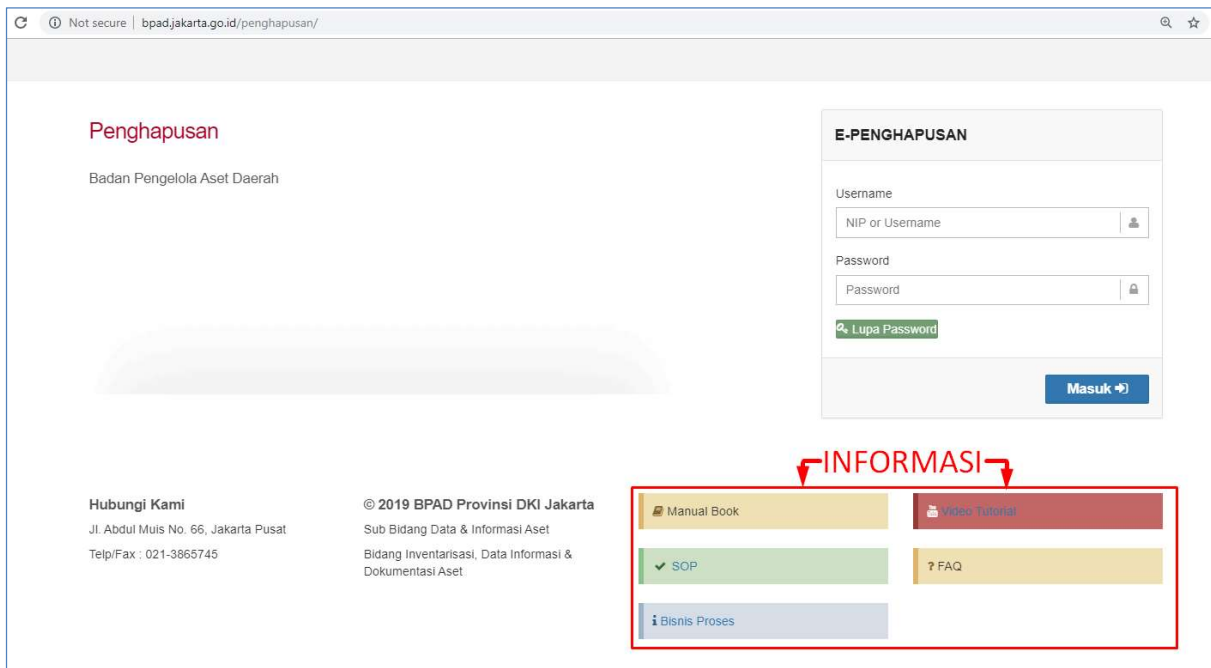 Not secure | bpad.jakarta.go.id/penghapusan/
Penghapusan
Badan Pengelola Aset Daerah
E-PENGHAPUSAN
Username
NIP or Username
Password
Password
Lupa Password
Masuk
INFORMASI
Hubungi Kami
Jl. Abdul Muis No. 66, Jakarta Pusat
Telp/Fax : 021-3865745
© 2019 BPAD Provinsi DKI Jakarta
Sub Bidang Data & Informasi Aset
Bidang Inventarisasi, Data Informasi &
Dokumentasi Aset
Manual Book
Video Tutorial
SOP
? FAQ
Bisnis Proses